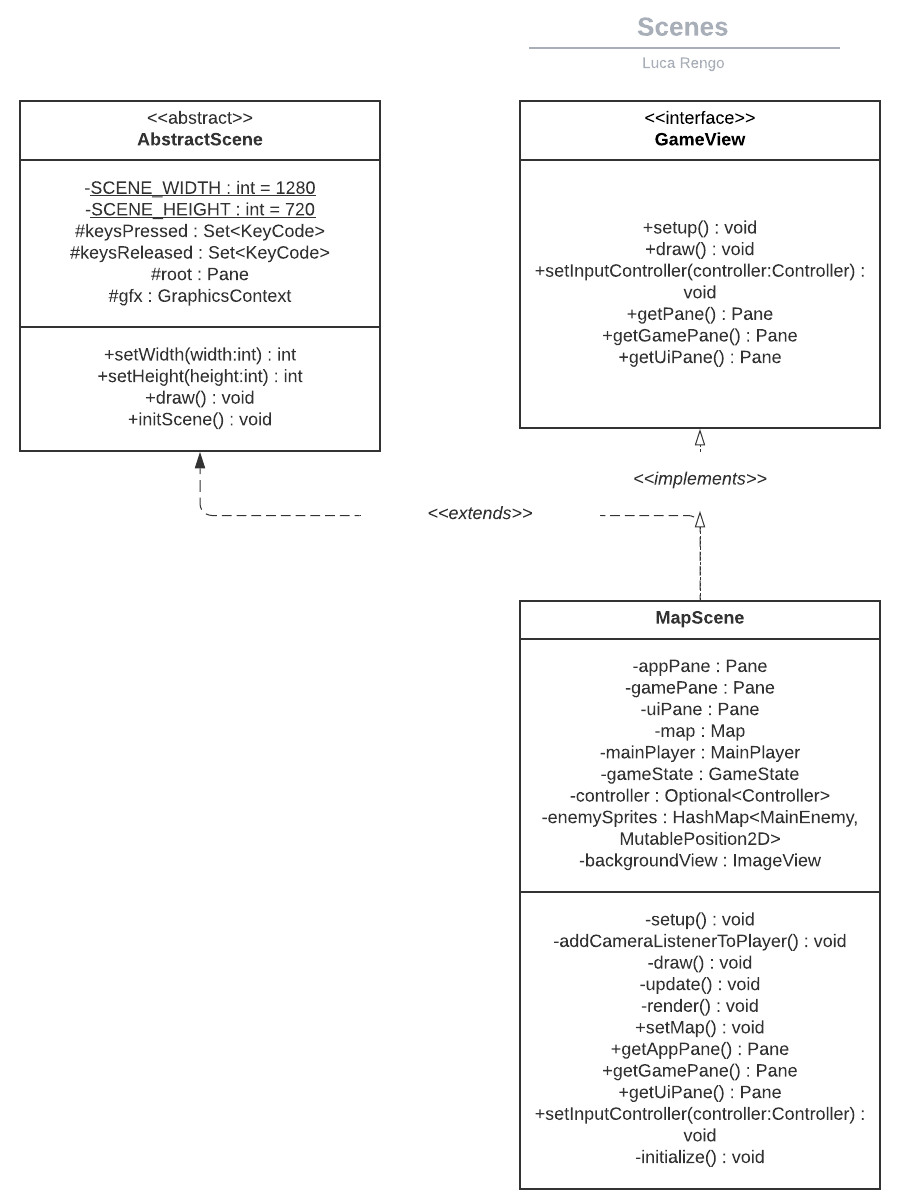 Scenes
Luca Rengo
<<abstract>>
AbstractScene
-SCENE_WIDTH : int = 1280
-SCENE_HEIGHT : int = 720
#keysPressed : Set<KeyCode>
#keysReleased : Set<KeyCode>
#root : Pane
#gfx : GraphicsContext
+setWidth(width:int) : int
+setHeight(height:int) : int
+draw() : void
+initScene() : void
<<interface>>
GameView
+setup() : void
+draw() : void
+setInputController(controller:Controller) :
void
+getPane() : Pane
+getGamePane() : Pane
+getUiPane() : Pane
<<implements>>
<<extends>>
MapScene
-appPane : Pane
-gamePane : Pane
-uiPane : Pane
-map : Map
-mainPlayer : MainPlayer
-gameState : GameState
-controller : Optional<Controller>
-enemySprites : HashMap<MainEnemy,
MutablePosition2D>
-backgroundView : ImageView
-setup() : void
-addCameraListenerToPlayer() : void
-draw() : void
-update() : void
-render() : void
+setMap() : void
+getAppPane() : Pane
+getGamePane() : Pane
+getUiPane() : Pane
+setInputController(controller:Controller) :
void
-initialize() : void